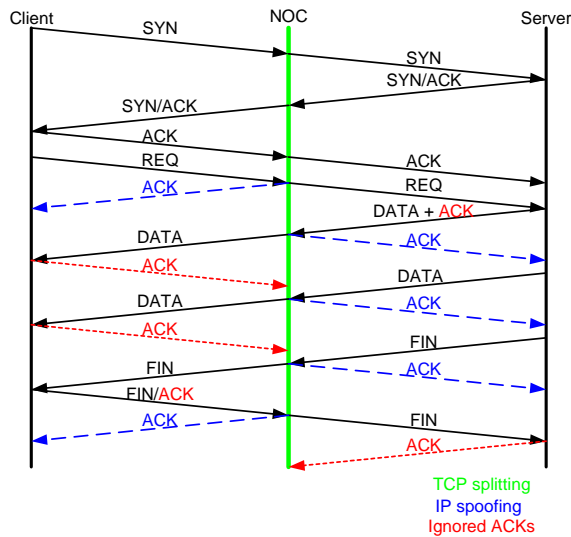 Client
NOC
Server
SYN
SYN
SYN/ACK
SYN/ACK
ACK
ACK
REQ
REQ
ACK
DATA + ACK
DATA
ACK
ACK
DATA
DATA
ACK
ACK
FIN
FIN
ACK
FIN/ACK
ACK
FIN
ACK
TCP splitting
IP spoofing
Ignored ACKs